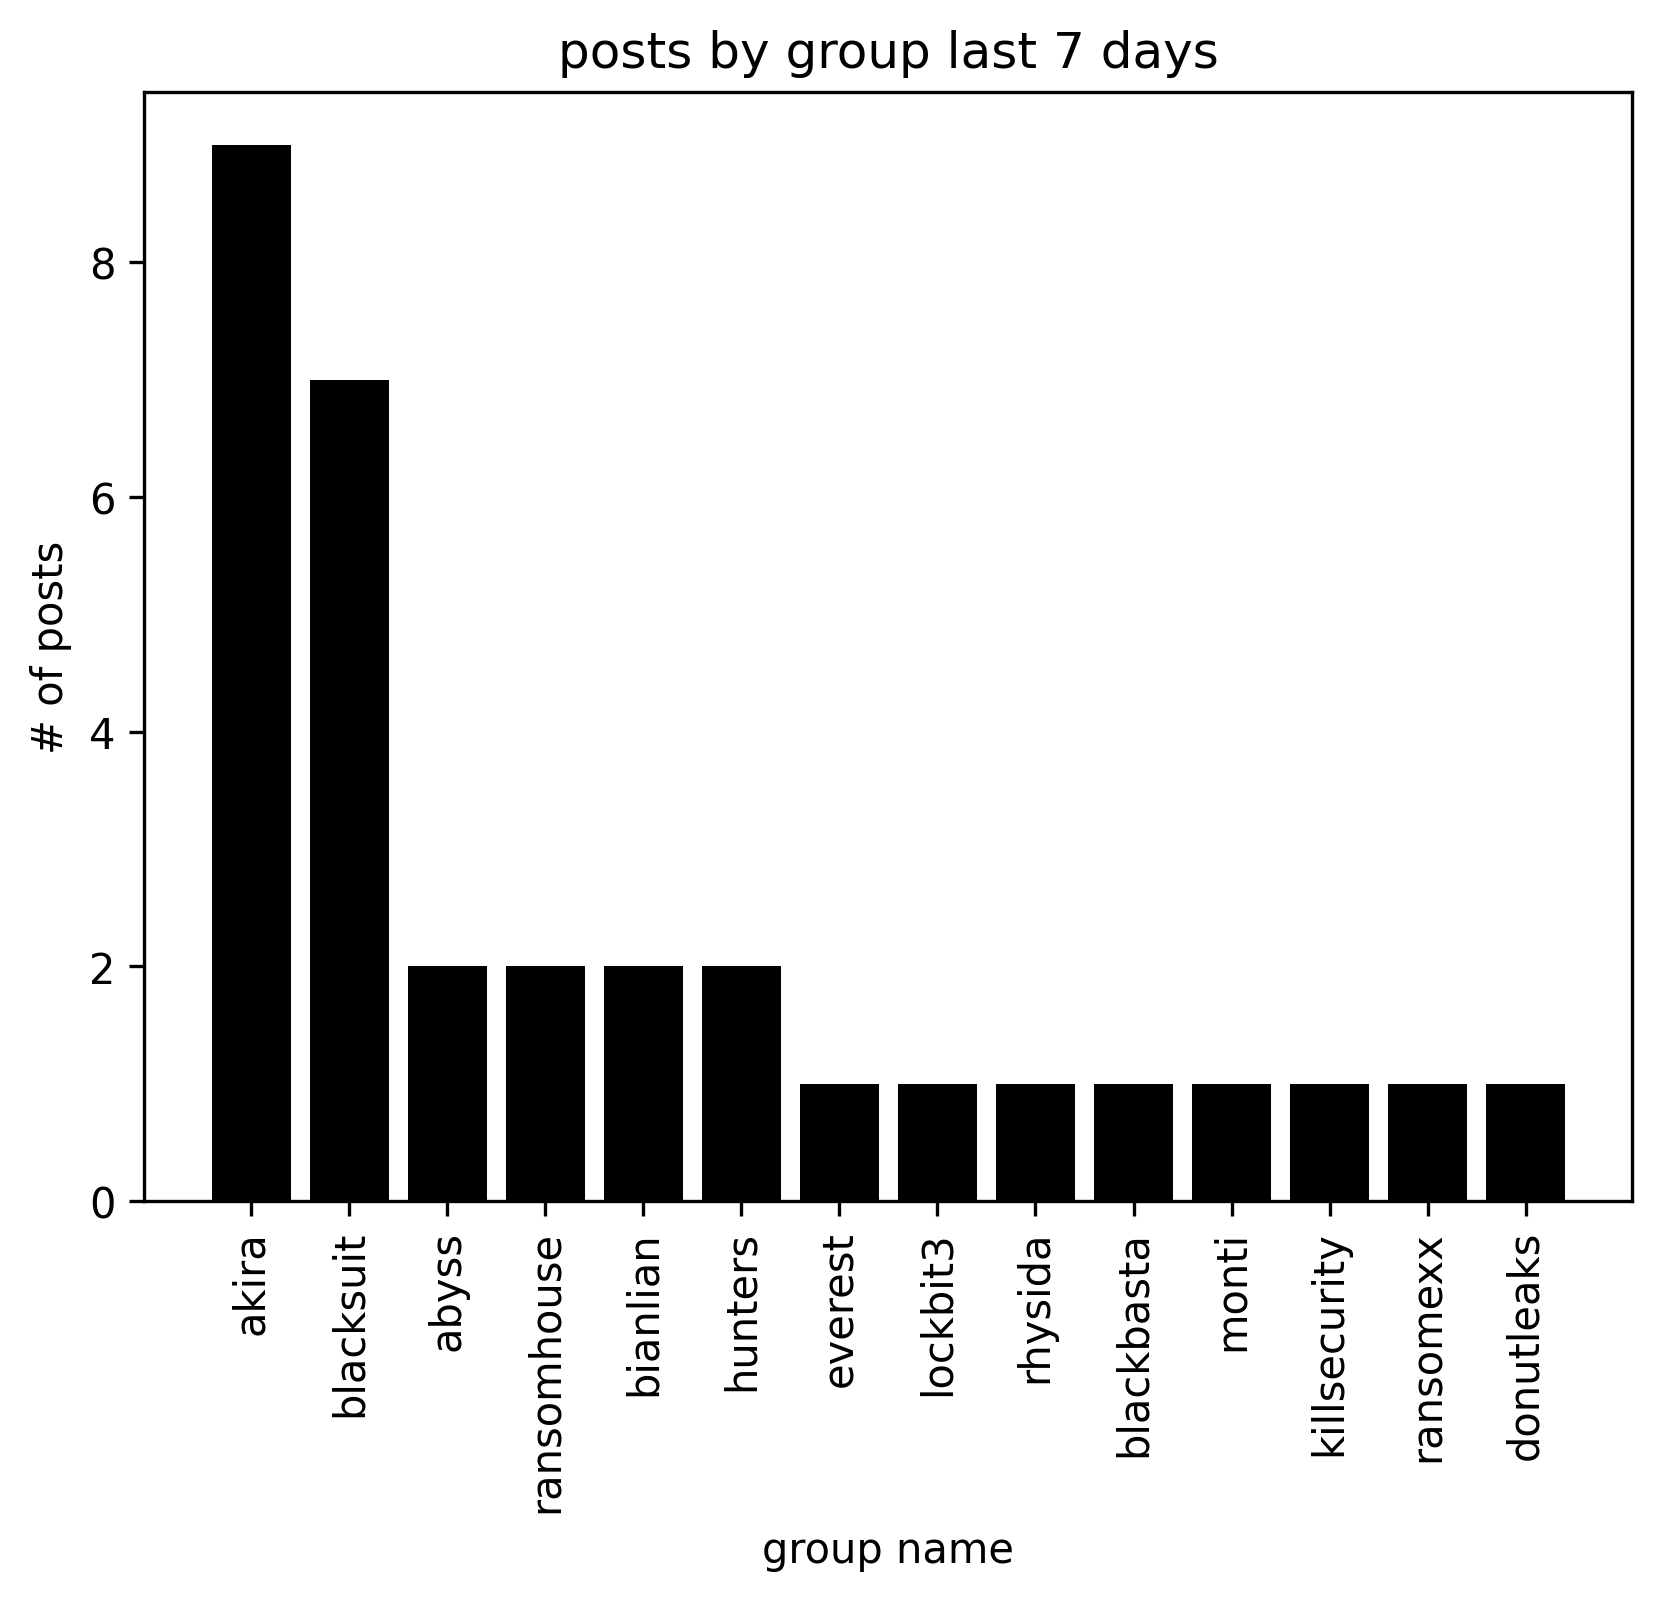 posts by group last 7 days
# of posts
8
6
4
2
0
akira
blacksuit
abyss
ransomhouse
bianlian
hunters
everest
lockbit3
rhysida
blackbasta
monti
killsecurity
ransomexx
donutleaks
group name